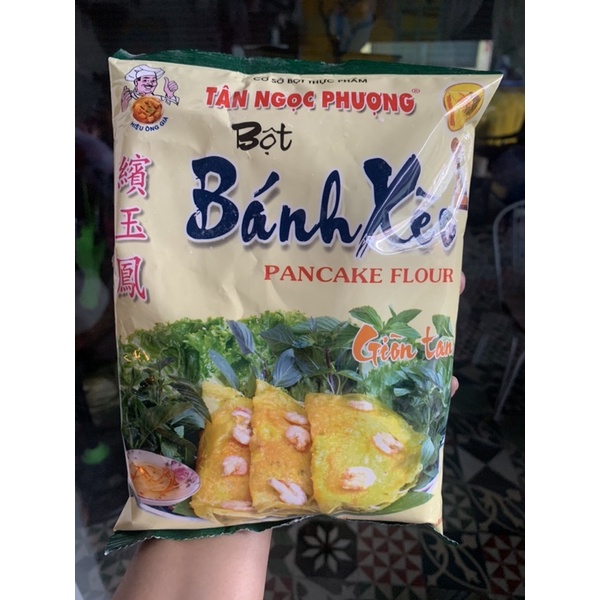 CƠ SỞ BỘT THỰC PHẨM
TÂN NGỌC PHƯỢNG®
HIỆU ÔNG GIÀ
Bột
Bánh Xèo
PANCAKE FLOUR
繽玉鳳
Giòn tan